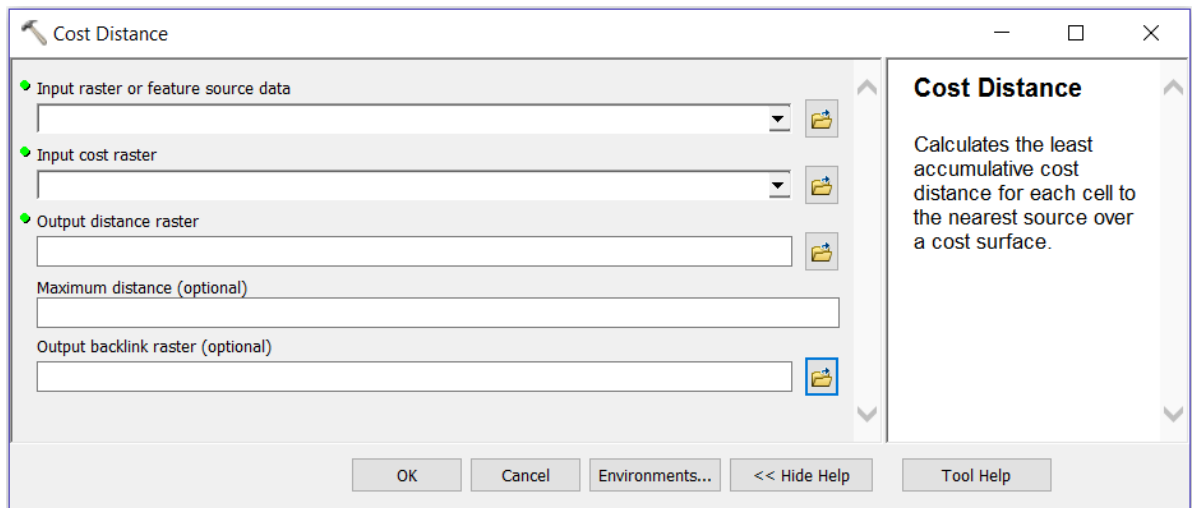 Cost Distance
Input raster or feature source data
Input cost raster
Output distance raster
Maximum distance (optional)
Output backlink raster (optional)
Cost Distance
Calculates the least
accumulative cost
distance for each cell to
the nearest source over
a cost surface.
OK
Cancel
Environments...
<< Hide Help
Tool Help